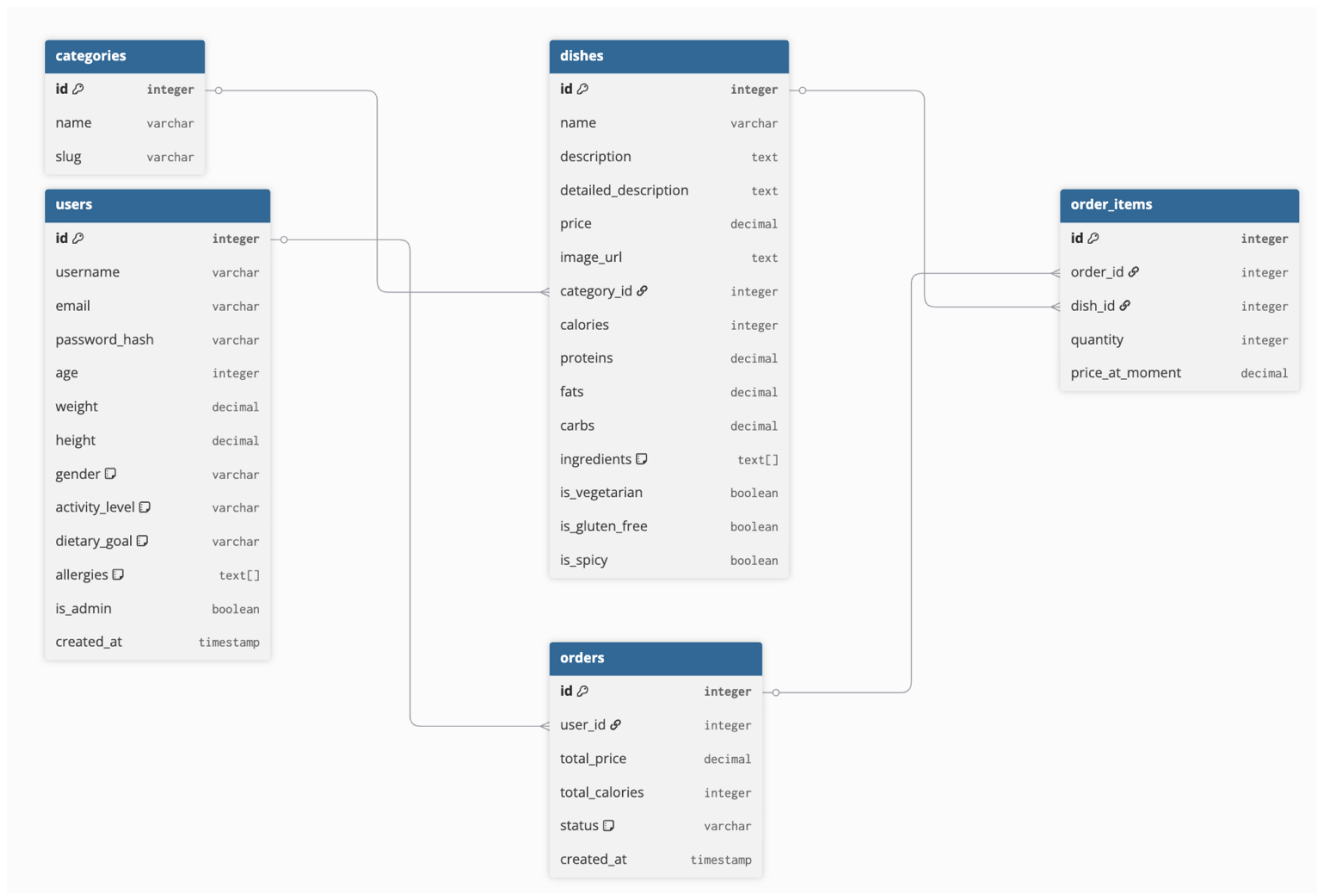 categories
id integer
name varchar
slug varchar
users
id integer
username varchar
email varchar
password_hash varchar
age integer
weight decimal
height decimal
gender varchar
activity_level varchar
dietary_goal varchar
allergies text[]
is_admin boolean
created_at timestamp
dishes
id integer
name varchar
description text
detailed_description text
price decimal
image_url text
category_id integer
calories integer
proteins decimal
fats decimal
carbs decimal
ingredients text[]
is_vegetarian boolean
is_gluten_free boolean
is_spicy boolean
orders
id integer
user_id integer
total_price decimal
total_calories integer
status varchar
created_at timestamp
order_items
id integer
order_id integer
dish_id integer
quantity integer
price_at_moment decimal